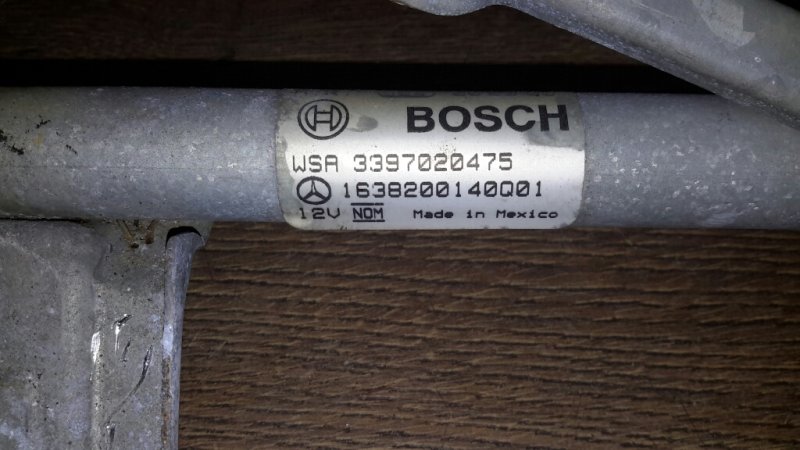 BOSCH
WSA 3397020475
1638200140Q01
12V NOM Made in Mexico